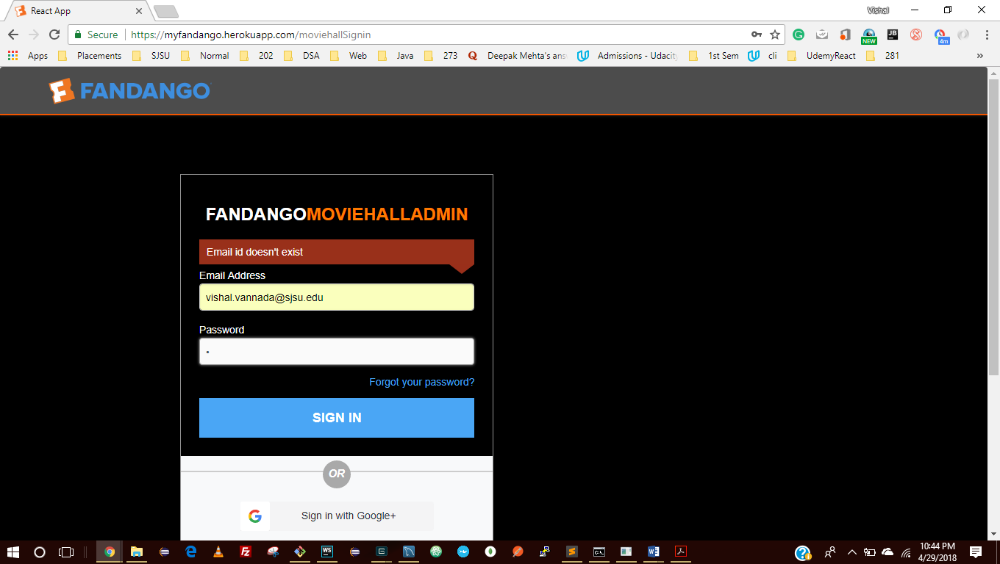 React App
Vishal
Secure
https://myfandango.herokuapp.com/moviehallSignin
NEW
JB
4m
Apps Placements SJSU Normal 202 DSA Web Java 273 Q Deepak Mehta's Admissions - Udacity 1st Sem cli UdemyReact 281 »
FANDANGO
FANDANGOMOVIEHALLADMIN
Email id doesn't exist
Email Address
vishal.vannada@sjsu.edu
Password
Forgot your password?
SIGN IN
OR
Sign in with Google+
10:44 PM
4/29/2018